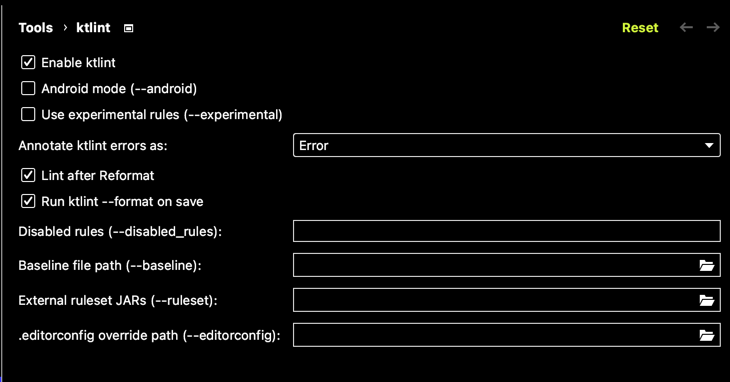 Tools › ktlint Reset
Enable ktlint
Android mode (--android)
Use experimental rules (--experimental)
Annotate ktlint errors as: Error
Lint after Reformat
Run ktlint --format on save
Disabled rules (--disabled_rules):
Baseline file path (--baseline):
External ruleset JARs (--ruleset):
.editorconfig override path (--editorconfig):